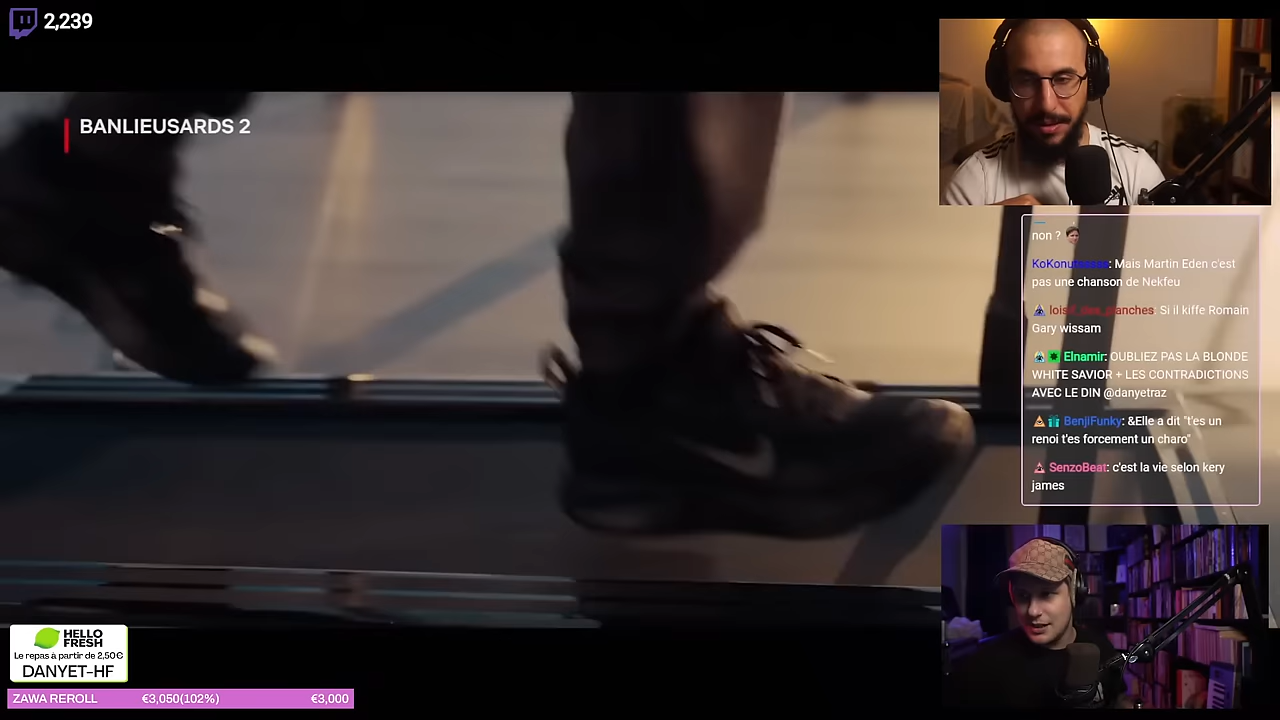 2,239
BANLIEUSARDS 2
non ?
Mais Martin Eden c'est
pas une chanson de Nekfeu
Si il kiffe Romain
Gary wissam
Elnamir: OUBLIEZ PAS LA BLONDE
WHITE SAVIOR + LES CONTRADICTIONS
AVEC LE DIN @danyetraz
BenjiFunky: &Elle a dit "t'es un
renoi t'es forcement un charo"
SenzoBeat: c'est la vie selon kery
james
HELLO
FRESH
Le repas à partir de 2,50€
DANYET-HF
ZAWA REROLL €3,050(102%) €3,000